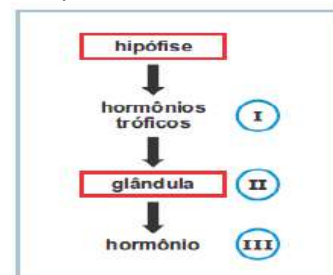 hipófise
hormônios
tróficos
I
glândula
II
hormônio
III